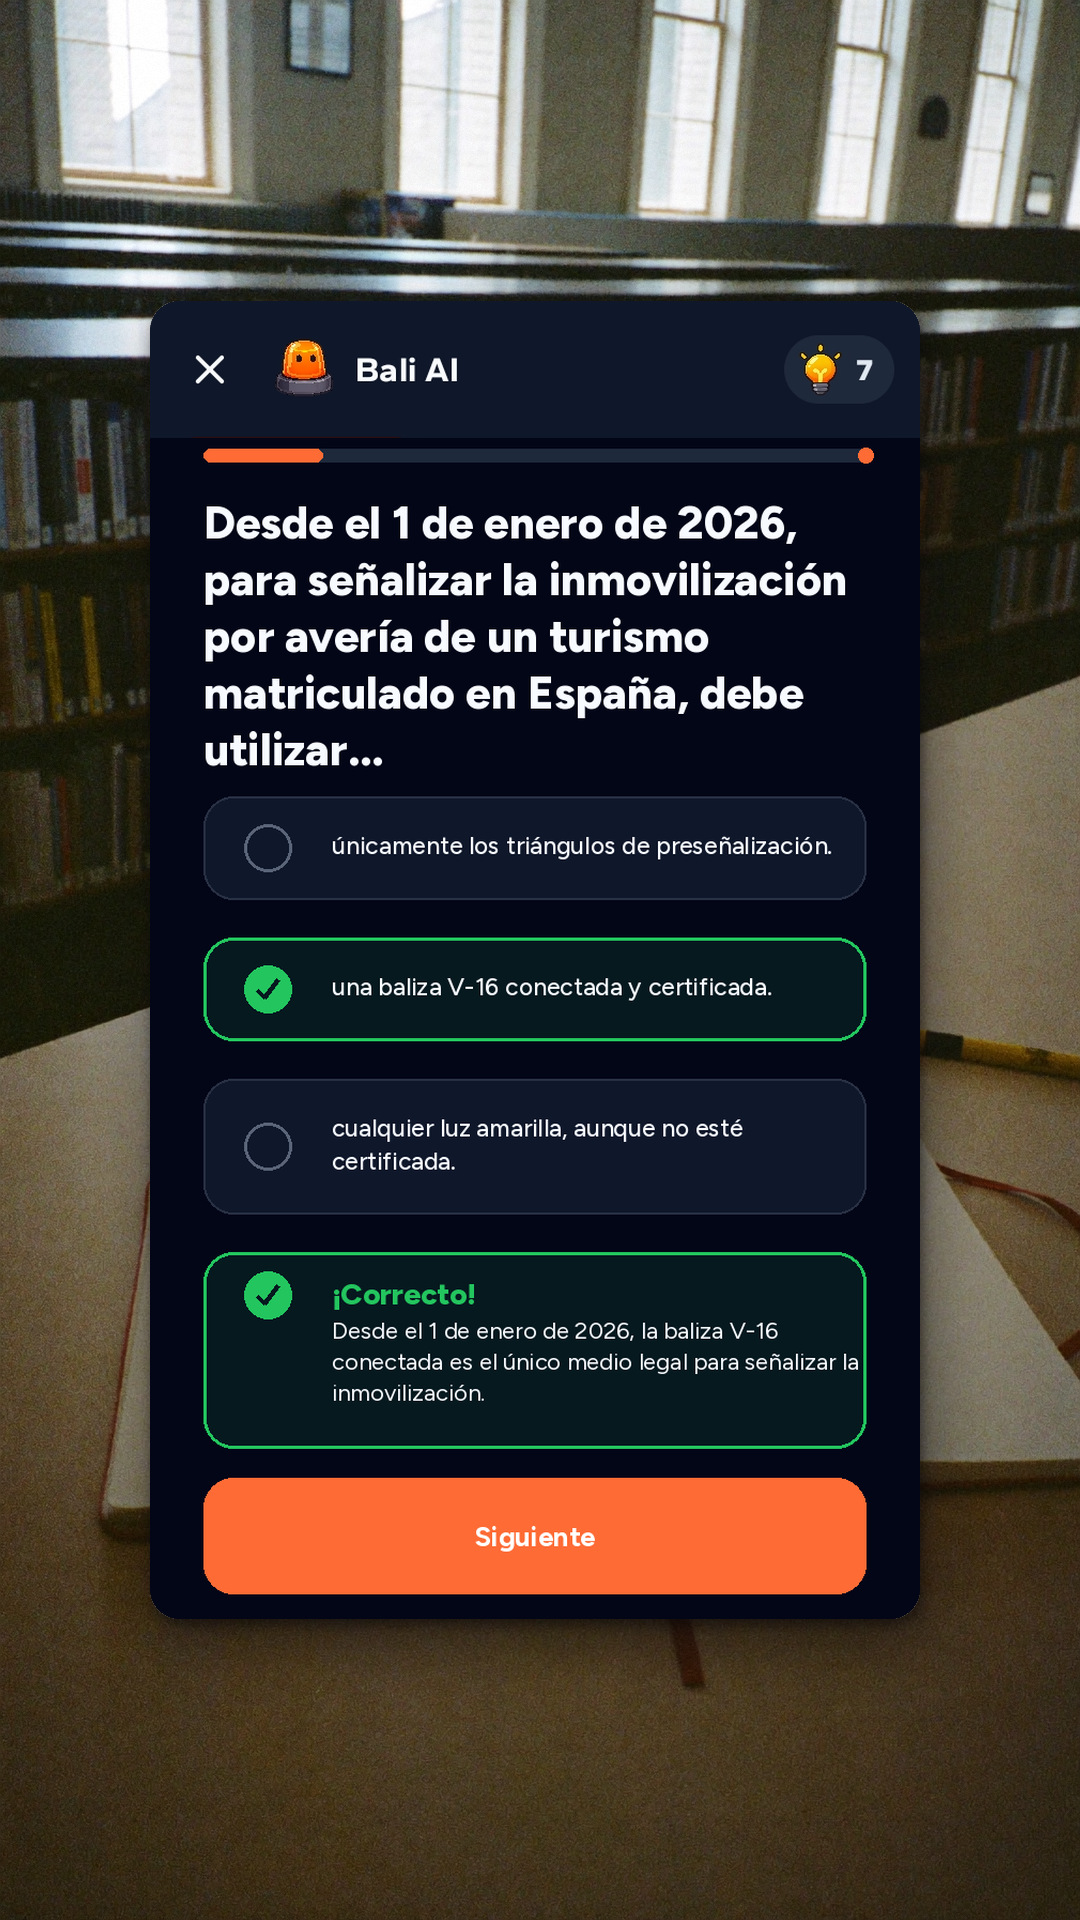 Bali AI
7
Desde el 1 de enero de 2026,
para señalizar la inmovilización
por avería de un turismo
matriculado en España, debe
utilizar...
únicamente los triángulos de preseñalización.
una baliza V-16 conectada y certificada.
cualquier luz amarilla, aunque no esté
certificada.
¡Correcto!
Desde el 1 de enero de 2026, la baliza V-16
conectada es el único medio legal para señalizar la
inmovilización.
Siguiente